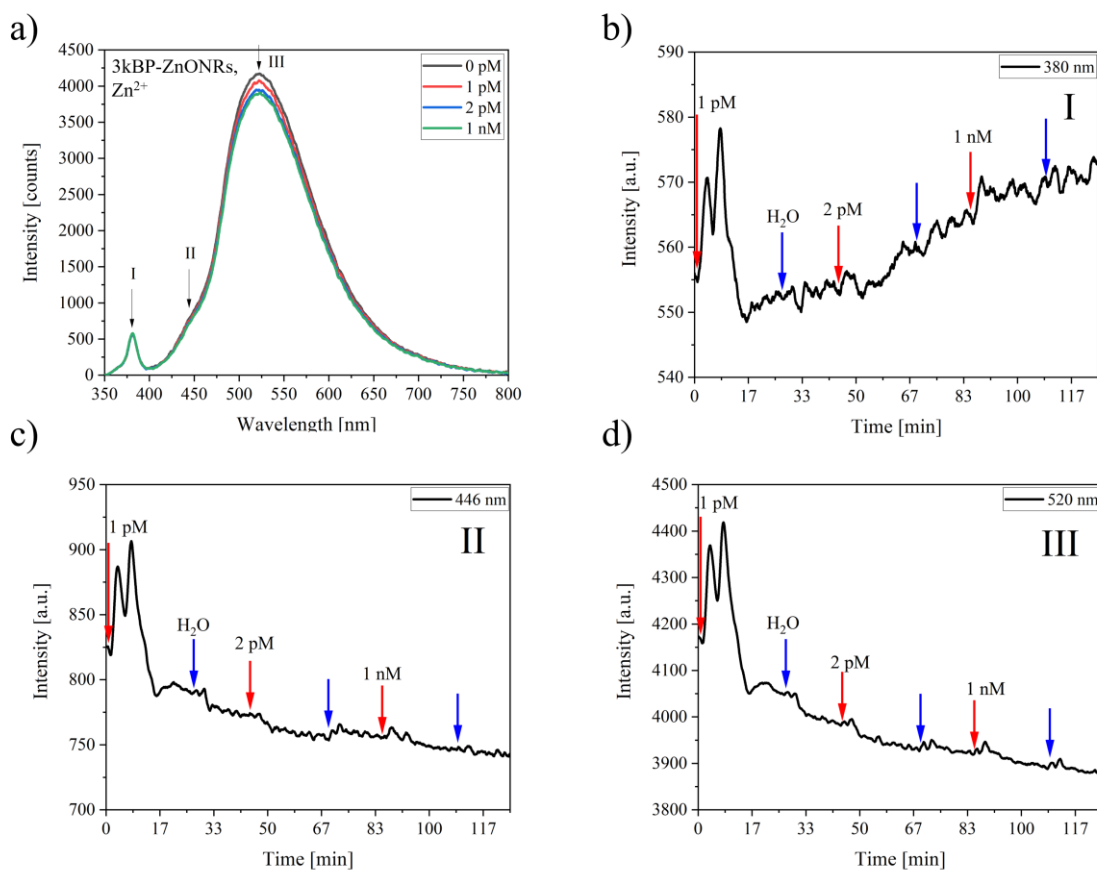 a)
4500
4000
3500
3000
2500
2000
1500
1000
500
0
Intensity [counts]
3kBP-ZnONRs,
Zn²⁺
I
II
III
0 pM
1 pM
2 pM
1 nM
350 400 450 500 550 600 650 700 750 800
Wavelength [nm]
b)
590
580
570
560
550
540
Intensity [a.u.]
380 nm
I
1 pM
H₂O
2 pM
1 nM
0 17 33 50 67 83 100 117
Time [min]
c)
950
900
850
800
750
700
Intensity [a.u.]
446 nm
II
1 pM
H₂O
2 pM
1 nM
0 17 33 50 67 83 100 117
Time [min]
d)
4500
4400
4300
4200
4100
4000
3900
3800
Intensity [a.u.]
520 nm
III
1 pM
H₂O
2 pM
1 nM
0 17 33 50 67 83 100 117
Time [min]